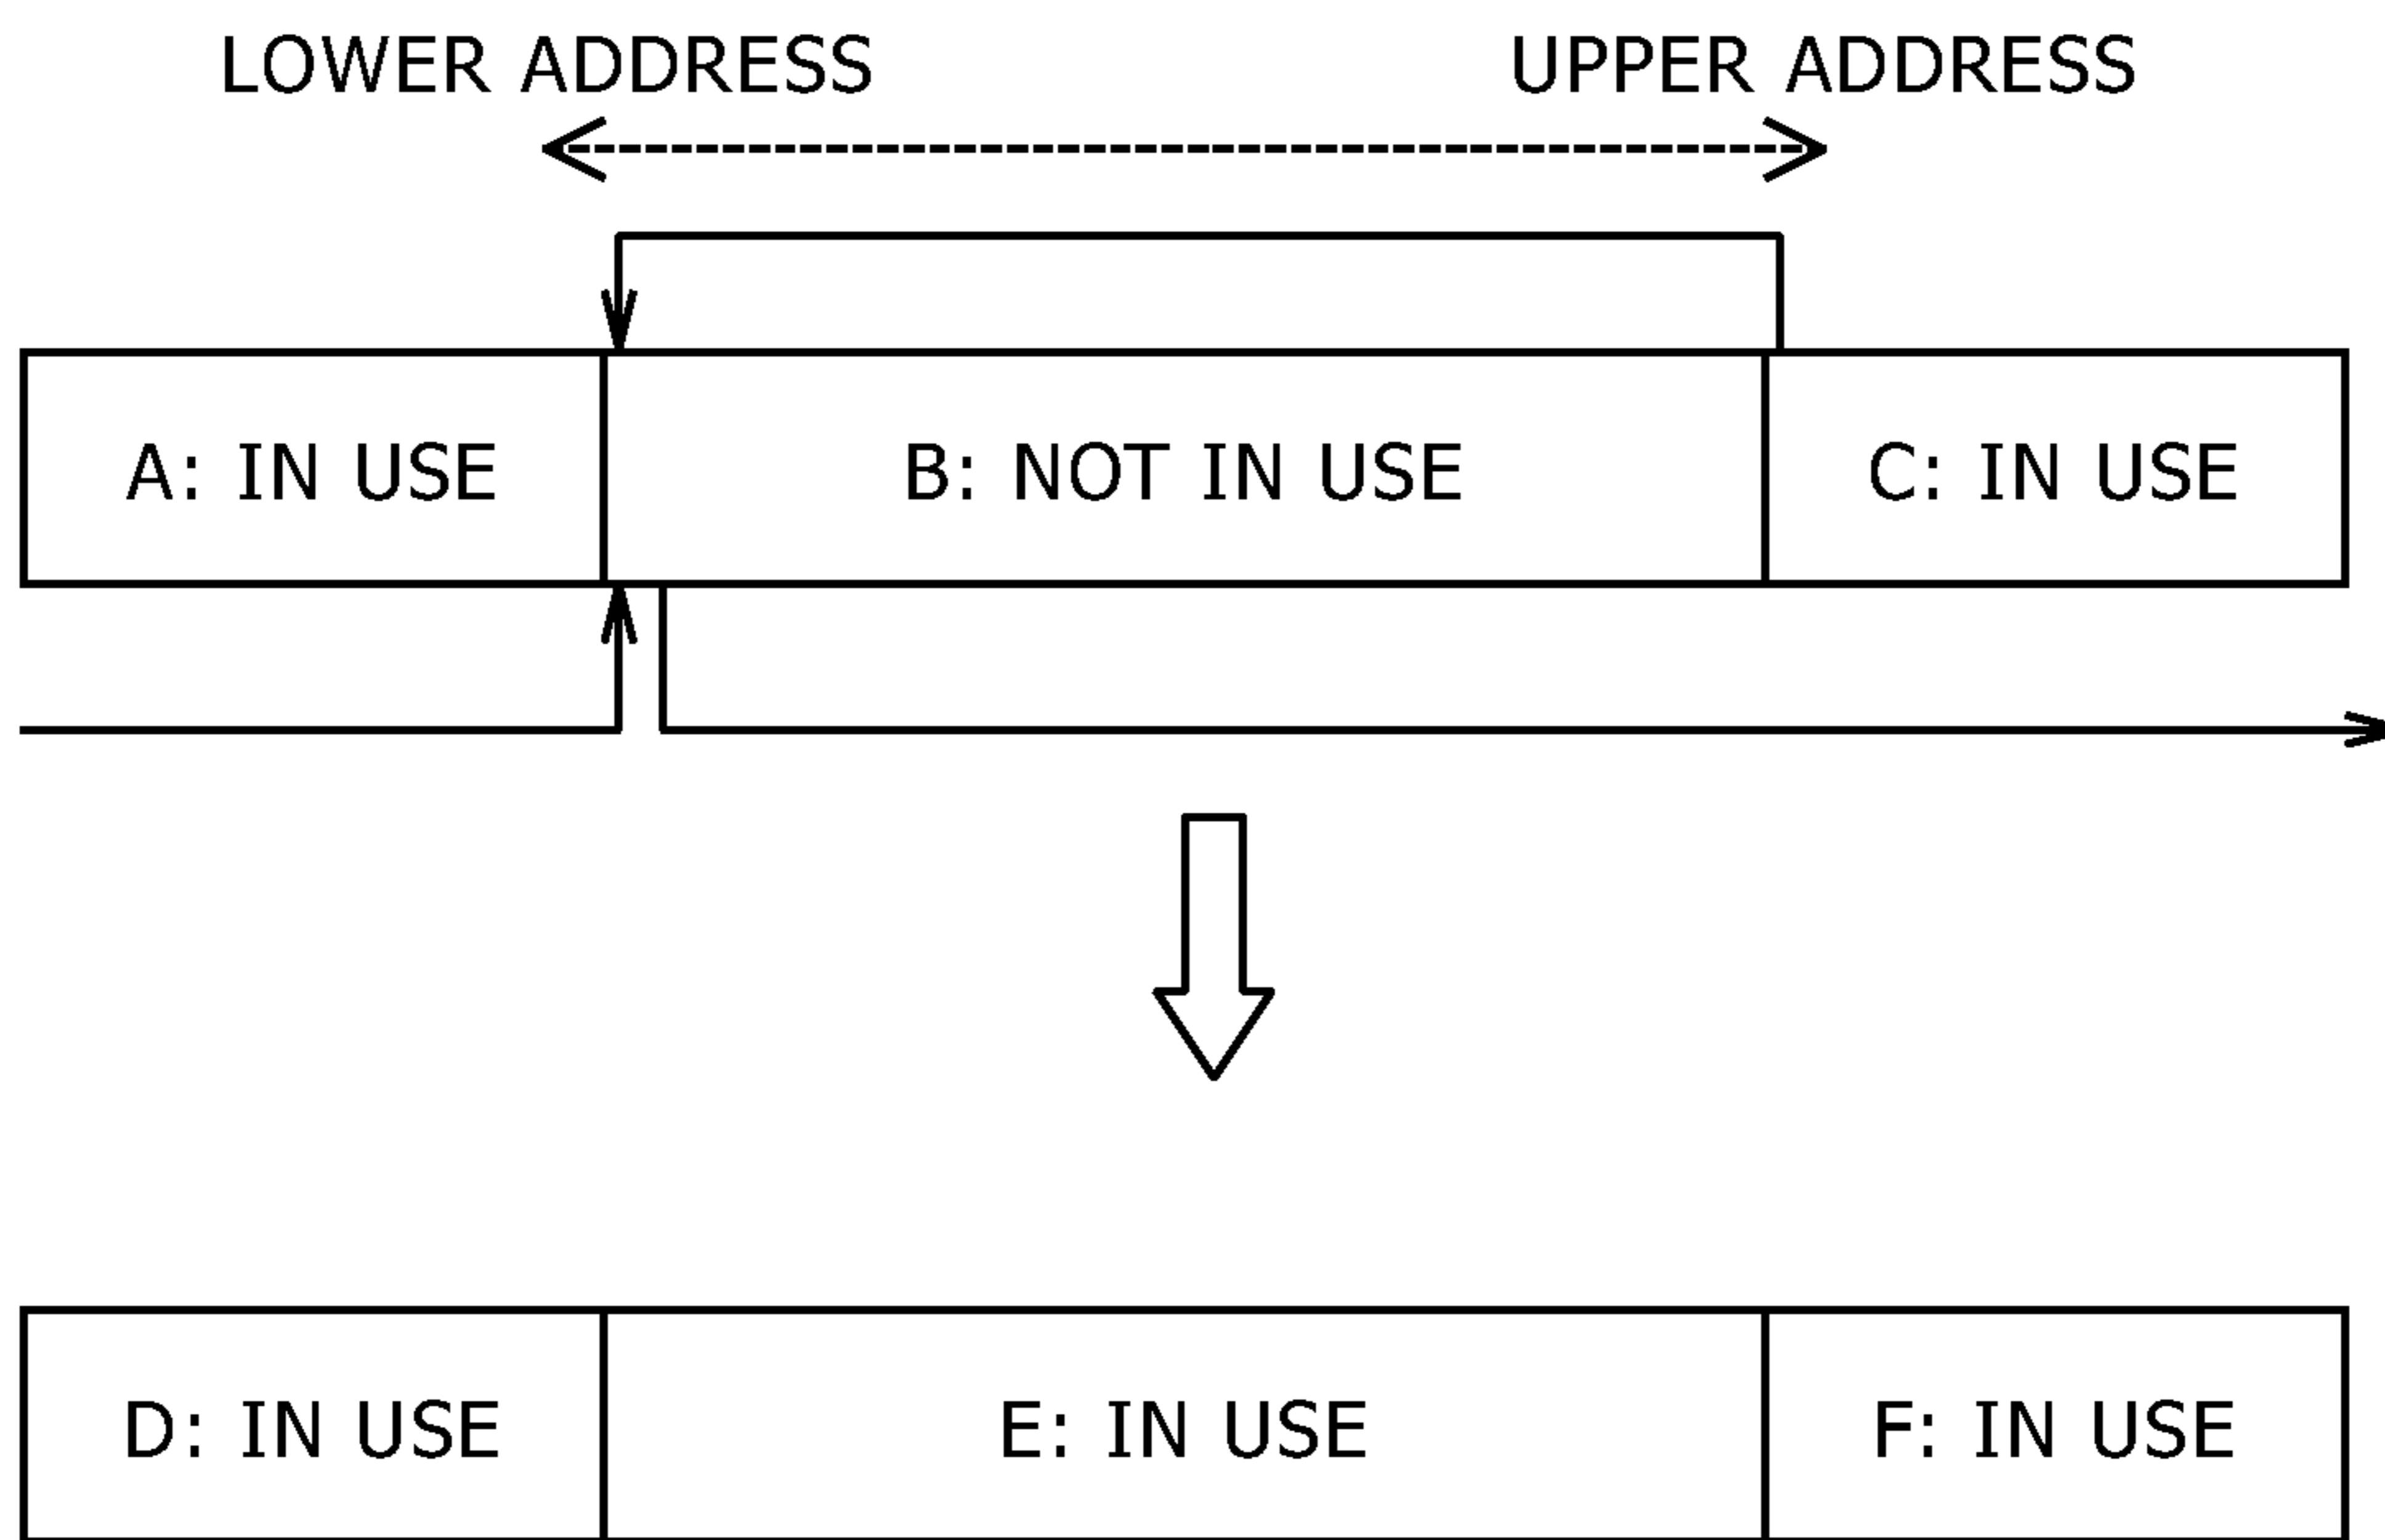 LOWER ADDRESS UPPER ADDRESS
A: IN USE B: NOT IN USE C: IN USE
D: IN USE E: IN USE F: IN USE